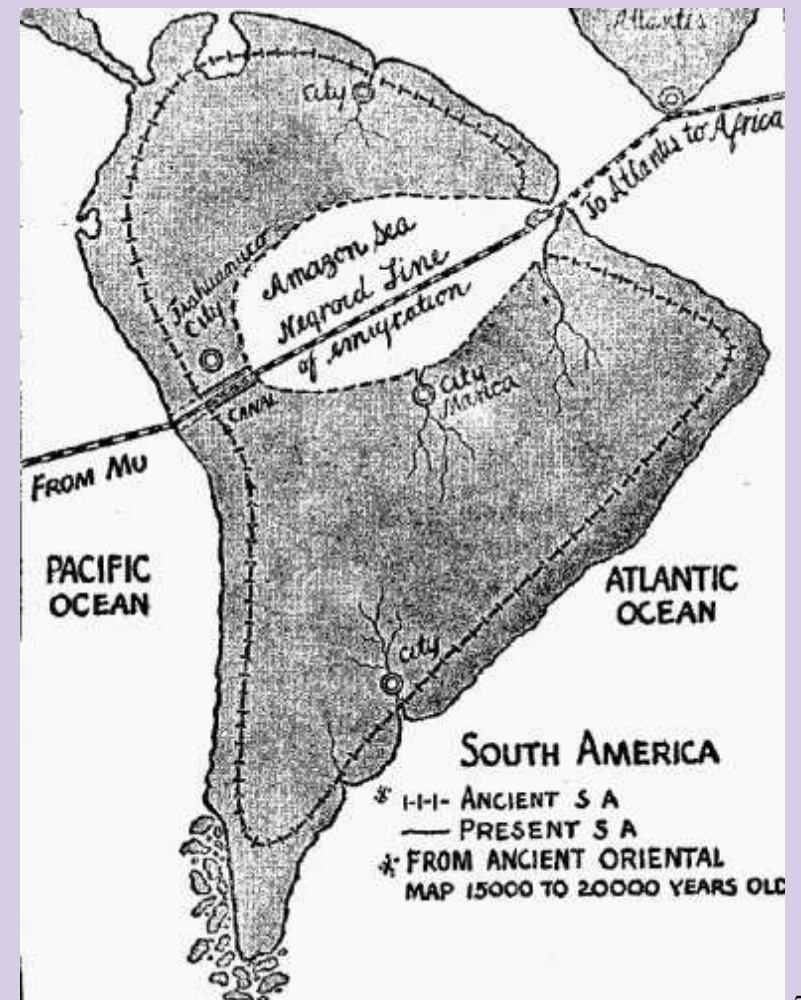 Atlantis
City
To Atlantis to Africa
Amazon Sea
Negroid Line
of emigration
Tiahuanaco
City
CANAL
City
Manica
FROM MU
PACIFIC
OCEAN
ATLANTIC
OCEAN
City
SOUTH AMERICA
* I-I-I- ANCIENT S A
— PRESENT S A
* FROM ANCIENT ORIENTAL
MAP 15000 TO 20000 YEARS OLD